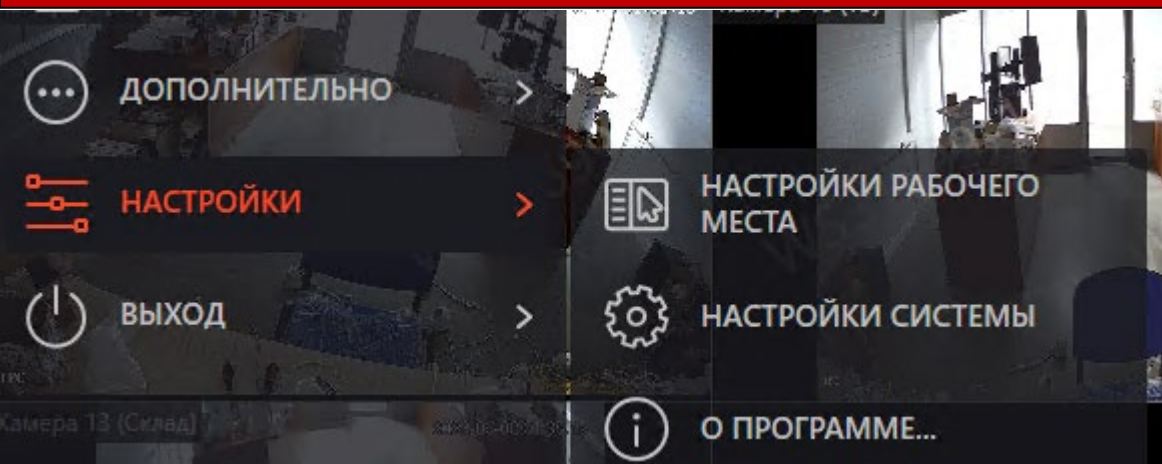 ДОПОЛНИТЕЛЬНО
НАСТРОЙКИ
ВЫХОД
НАСТРОЙКИ РАБОЧЕГО
МЕСТА
НАСТРОЙКИ СИСТЕМЫ
О ПРОГРАММЕ...
Камера 13 (Склад)